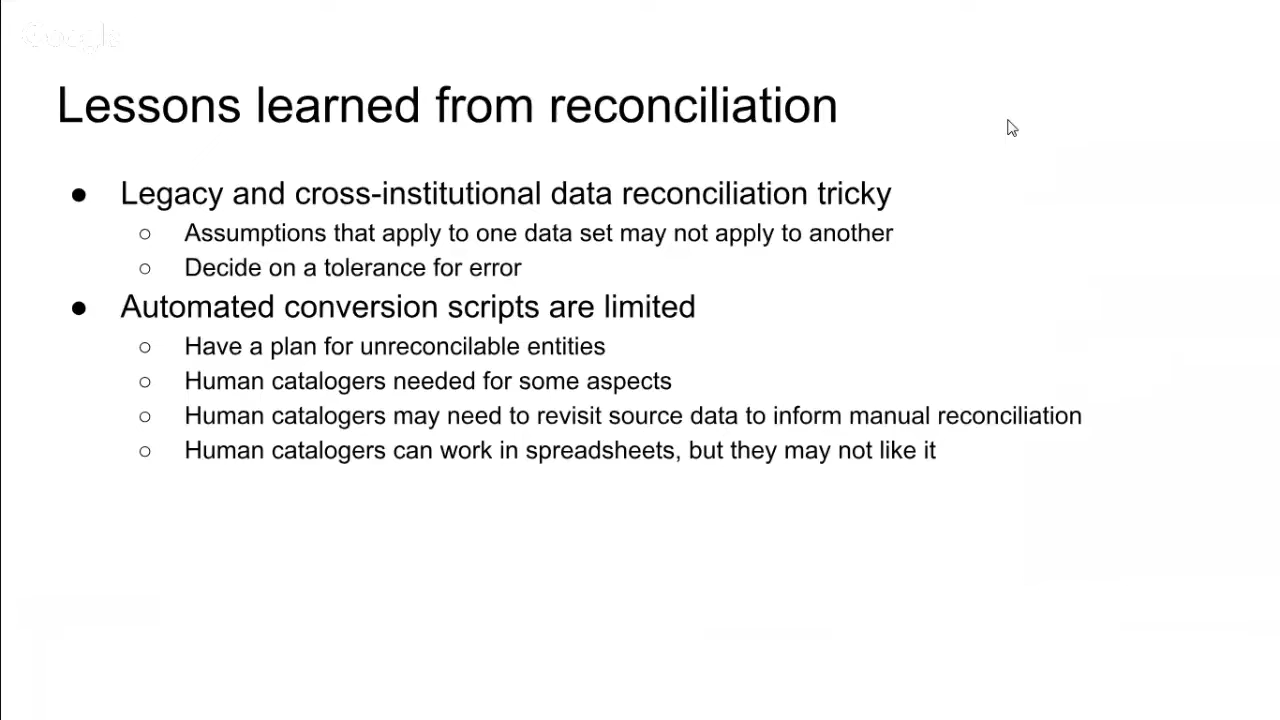 Google
Lessons learned from reconciliation
● Legacy and cross-institutional data reconciliation tricky
○ Assumptions that apply to one data set may not apply to another
○ Decide on a tolerance for error
● Automated conversion scripts are limited
○ Have a plan for unreconcilable entities
○ Human catalogers needed for some aspects
○ Human catalogers may need to revisit source data to inform manual reconciliation
○ Human catalogers can work in spreadsheets, but they may not like it